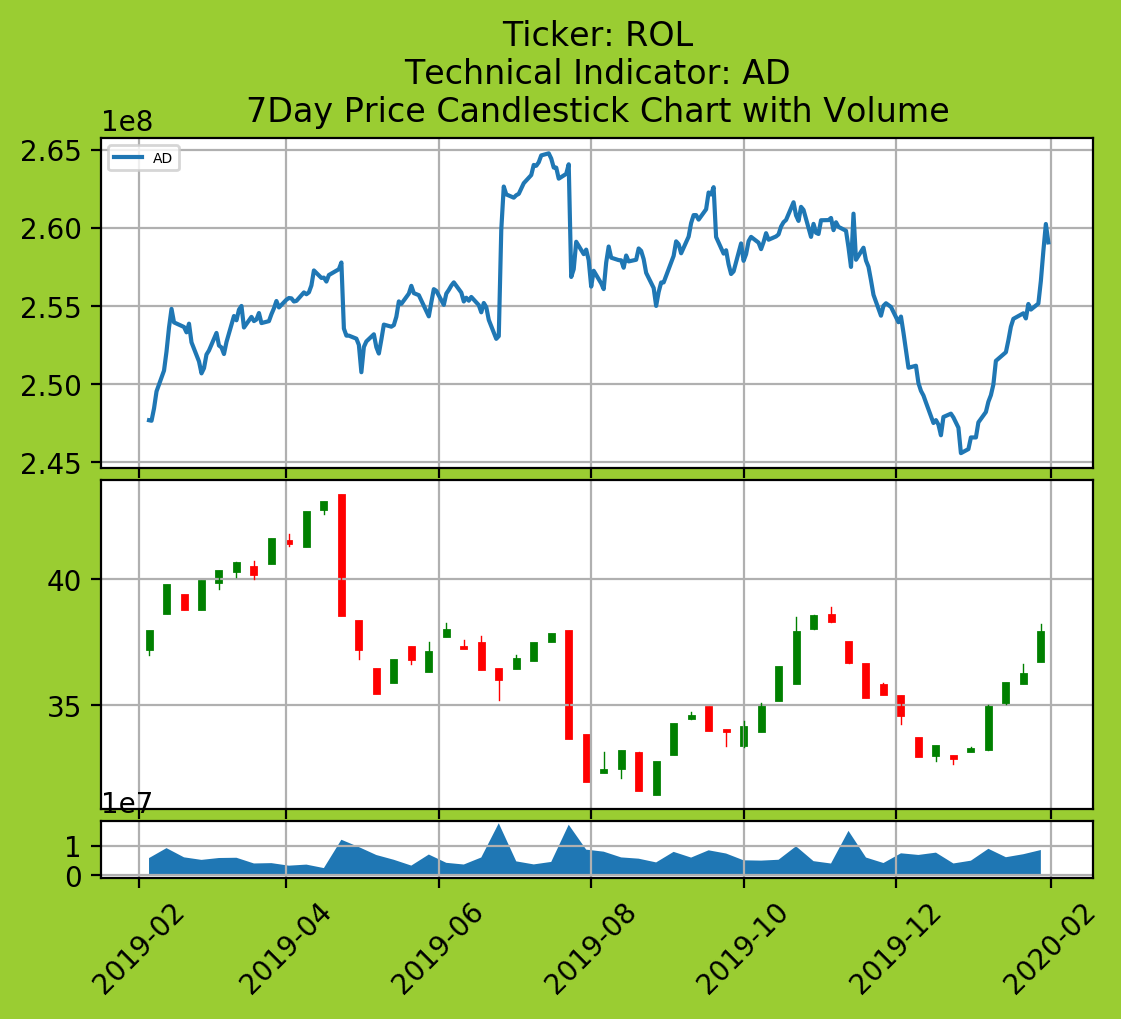 Ticker: ROL
Technical Indicator: AD
7Day Price Candlestick Chart with Volume
1e8
AD
2.65
2.60
2.55
2.50
2.45
40
35
1e7
1
0
2019-02
2019-04
2019-06
2019-08
2019-10
2019-12
2020-02